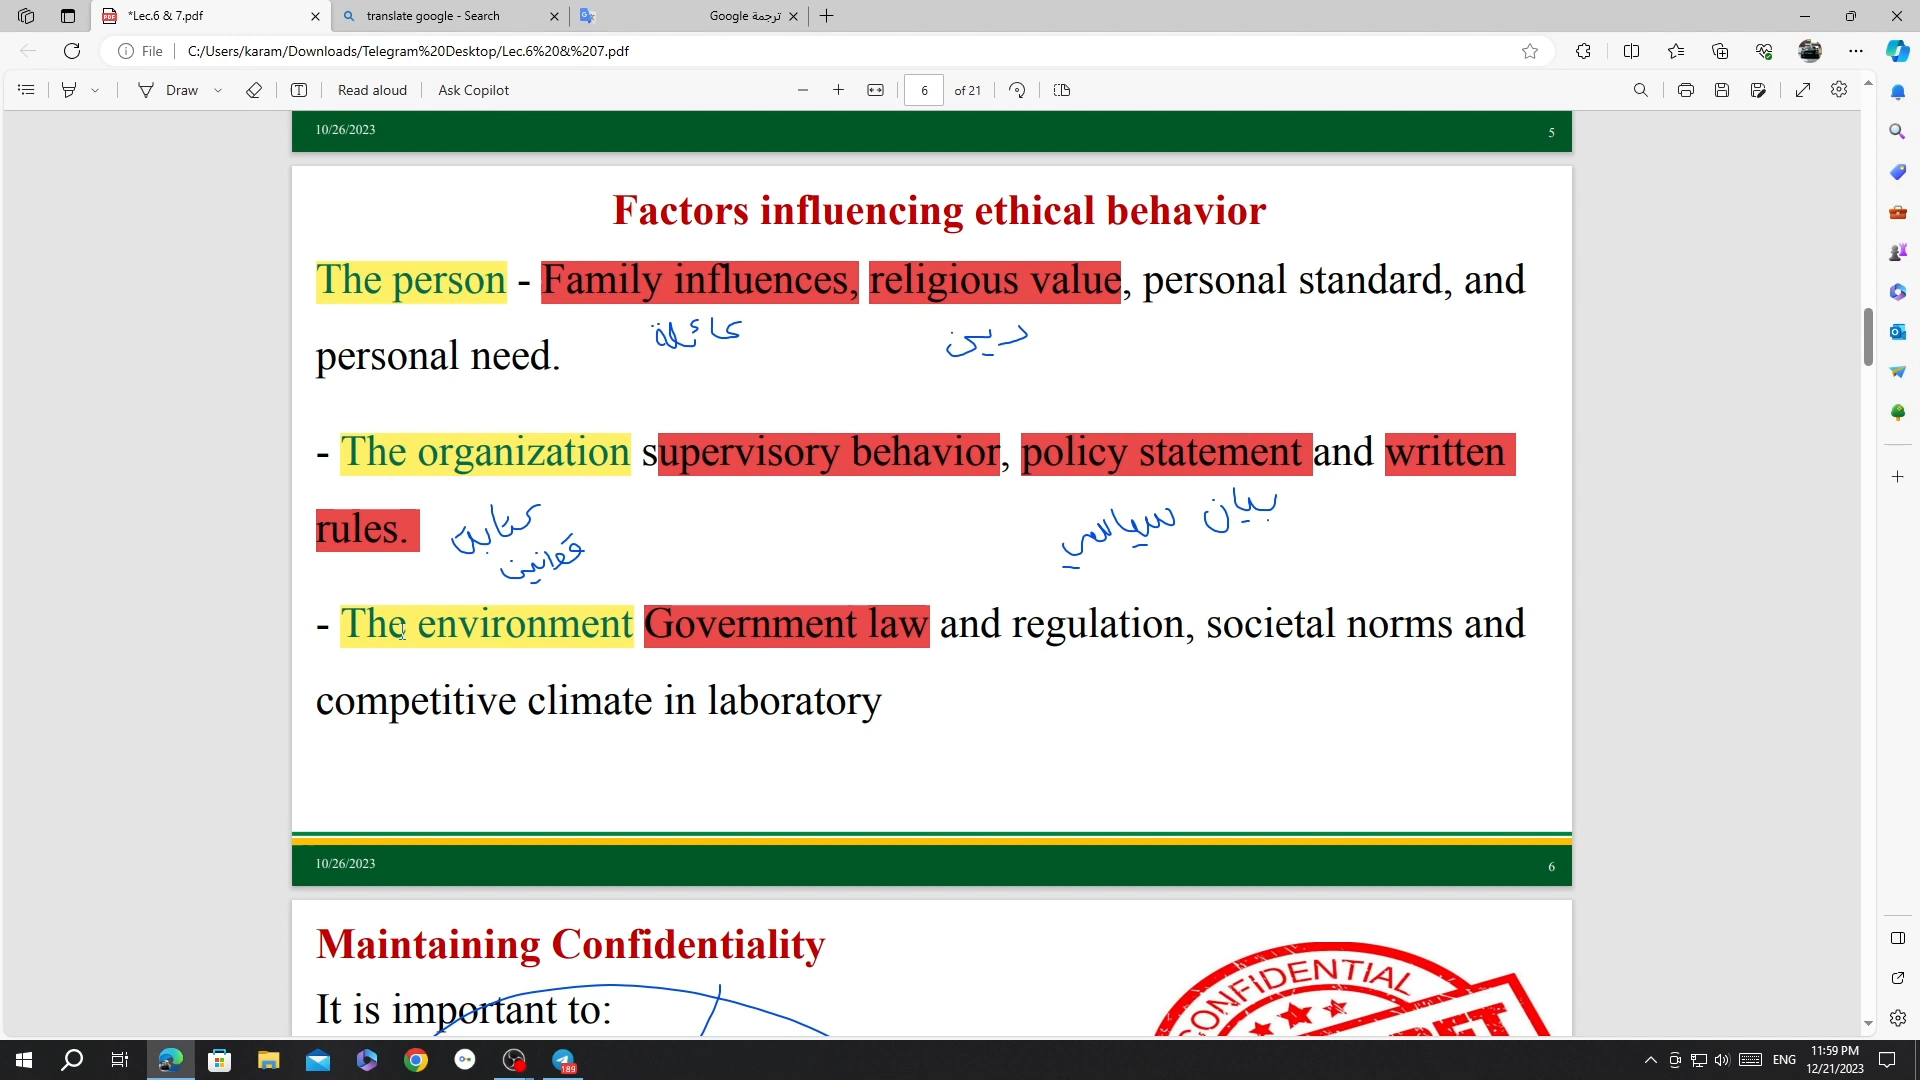 *Lec.6 & 7.pdf
translate google - Search
ترجمة Google
File
C:/Users/karam/Downloads/Telegram%20Desktop/Lec.6%20&%207.pdf
Draw
Read aloud
Ask Copilot
6
of 21
10/26/2023
5
Factors influencing ethical behavior
The person - Family influences, religious value, personal standard, and
عائلة
دين
personal need.
- The organization supervisory behavior, policy statement and written
rules.
كتابة
قوانين
بيان سياسي
- The environment Government law and regulation, societal norms and
competitive climate in laboratory
10/26/2023
6
Maintaining Confidentiality
It is important to:
CONFIDENTIAL
189
ENG
11:59 PM
12/21/2023